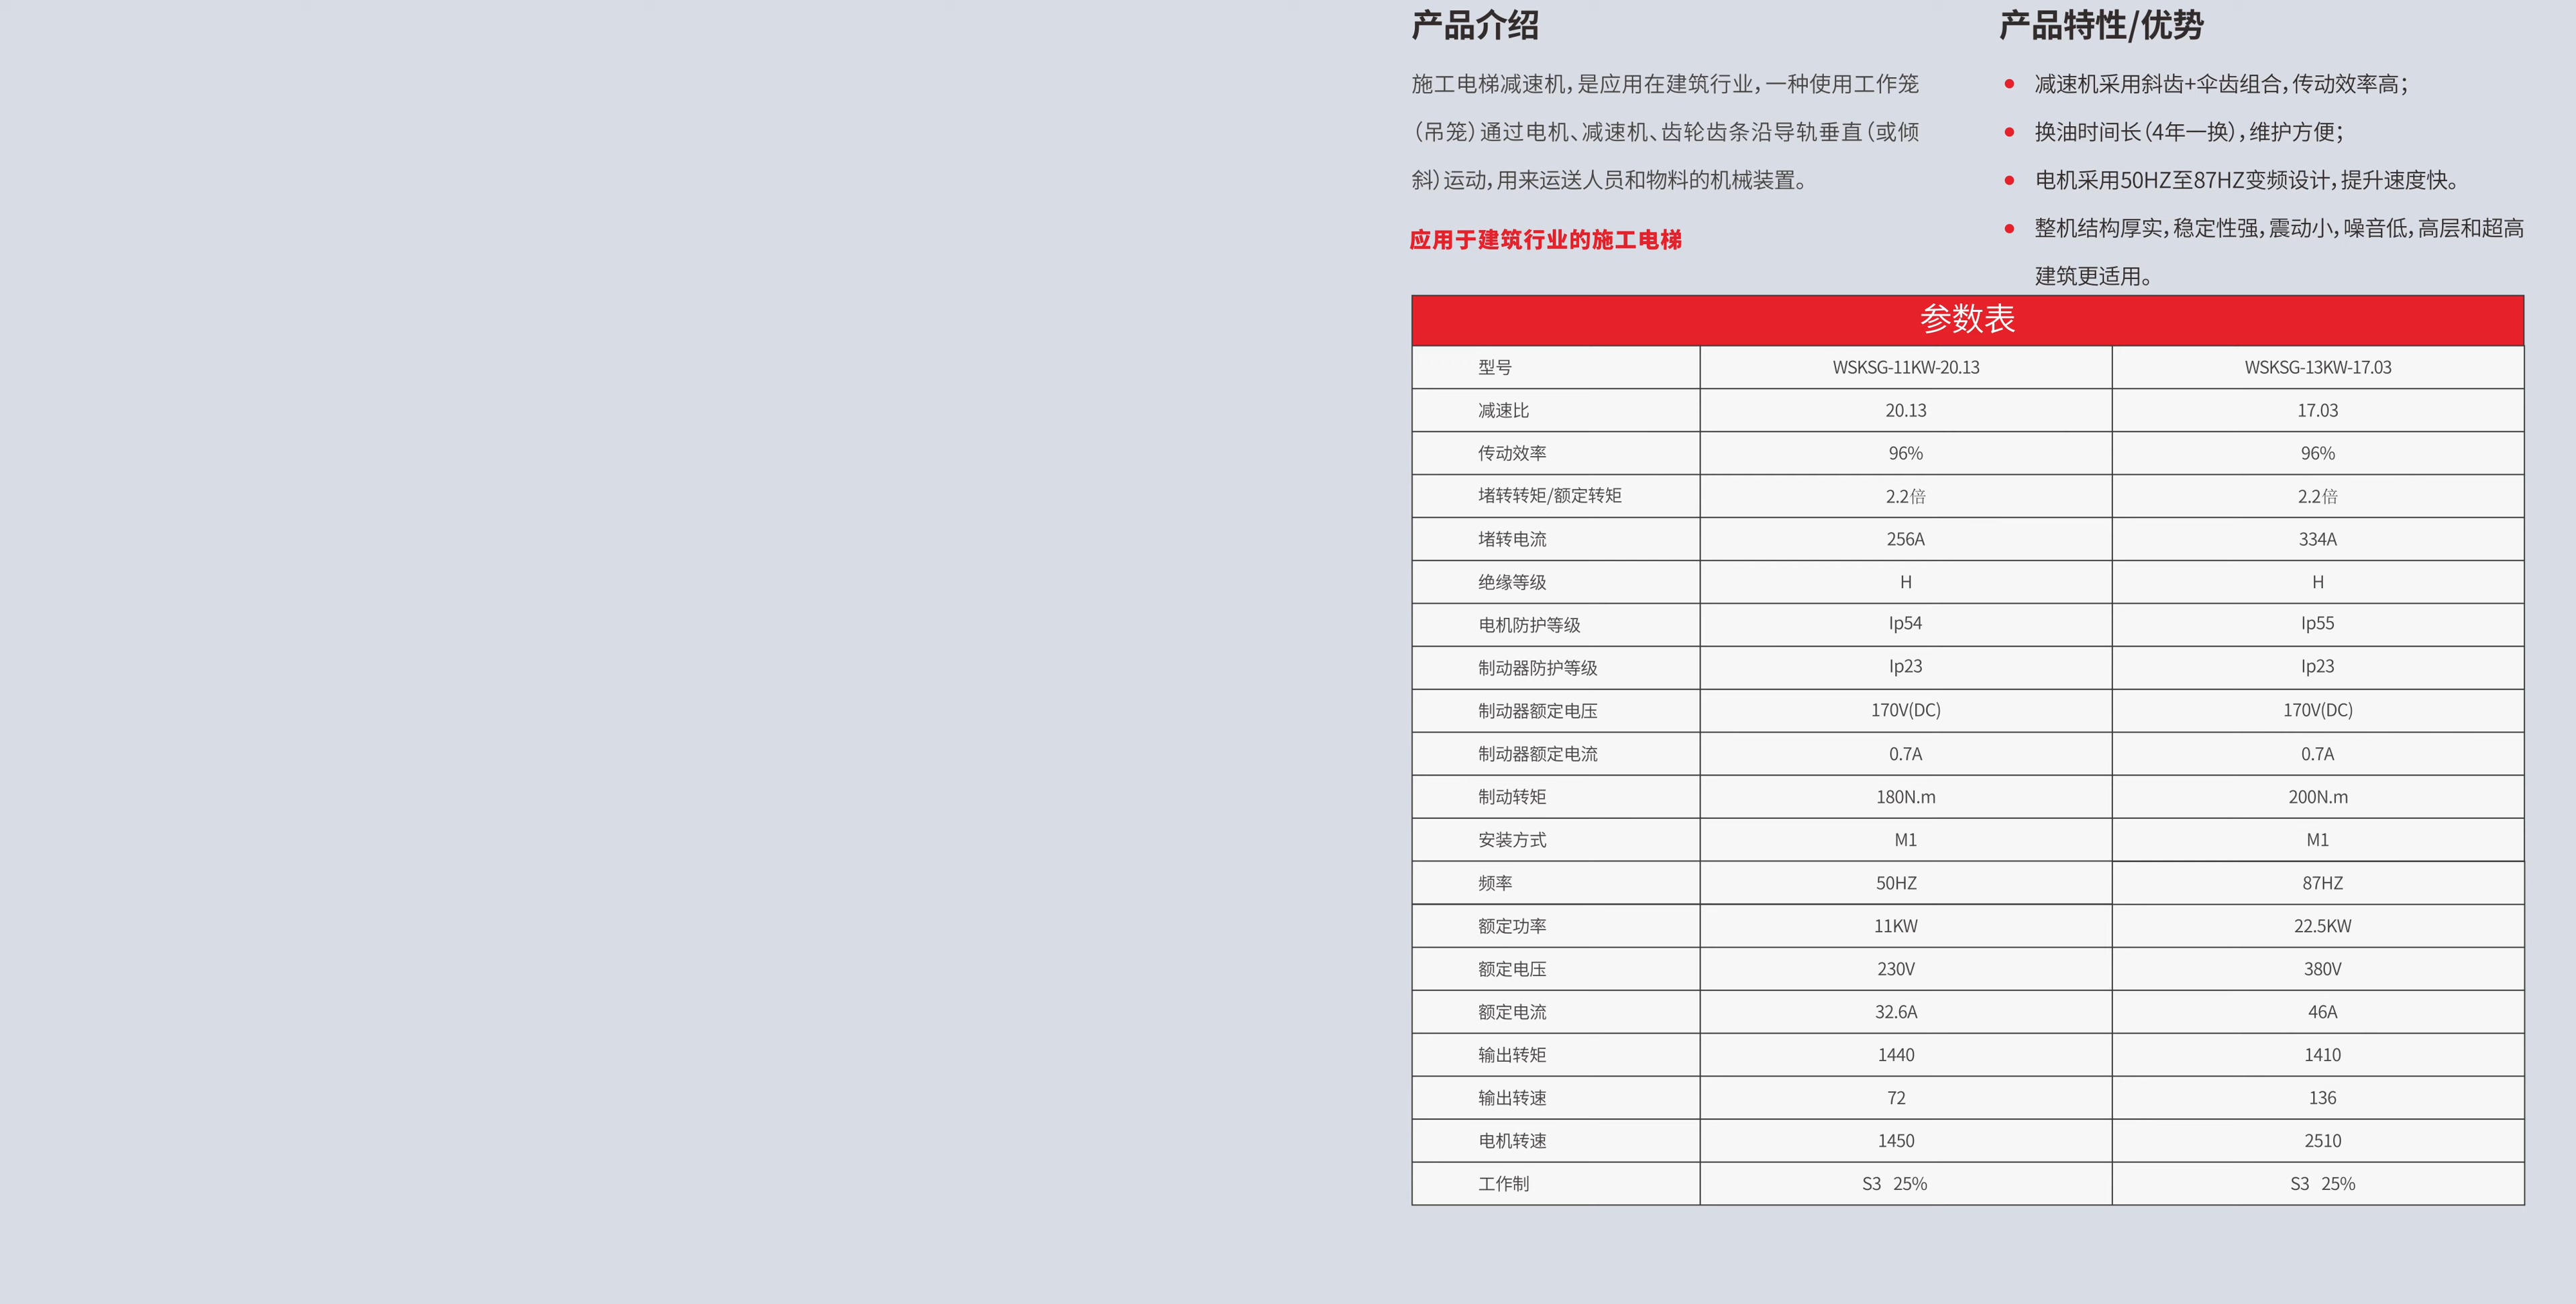 产品介绍
施工电梯减速机，是应用在建筑行业，一种使用工作笼
（吊笼）通过电机、减速机、齿轮齿条沿导轨垂直（或倾
斜）运动，用来运送人员和物料的机械装置。
应用于建筑行业的施工电梯
产品特性/优势
● 减速机采用斜齿+伞齿组合，传动效率高；
● 换油时间长（4年一换），维护方便；
● 电机采用50HZ至87HZ变频设计，提升速度快。
● 整机结构厚实，稳定性强，震动小，噪音低，高层和超高
建筑更适用。
参数表
型号 WSKSG-11KW-20.13 WSKSG-13KW-17.03
减速比 20.13 17.03
传动效率 96% 96%
堵转转矩/额定转矩 2.2倍 2.2倍
堵转电流 256A 334A
绝缘等级 H H
电机防护等级 Ip54 Ip55
制动器防护等级 Ip23 Ip23
制动器额定电压 170V(DC) 170V(DC)
制动器额定电流 0.7A 0.7A
制动转矩 180N.m 200N.m
安装方式 M1 M1
频率 50HZ 87HZ
额定功率 11KW 22.5KW
额定电压 230V 380V
额定电流 32.6A 46A
输出转矩 1440 1410
输出转速 72 136
电机转速 1450 2510
工作制 S3 25% S3 25%